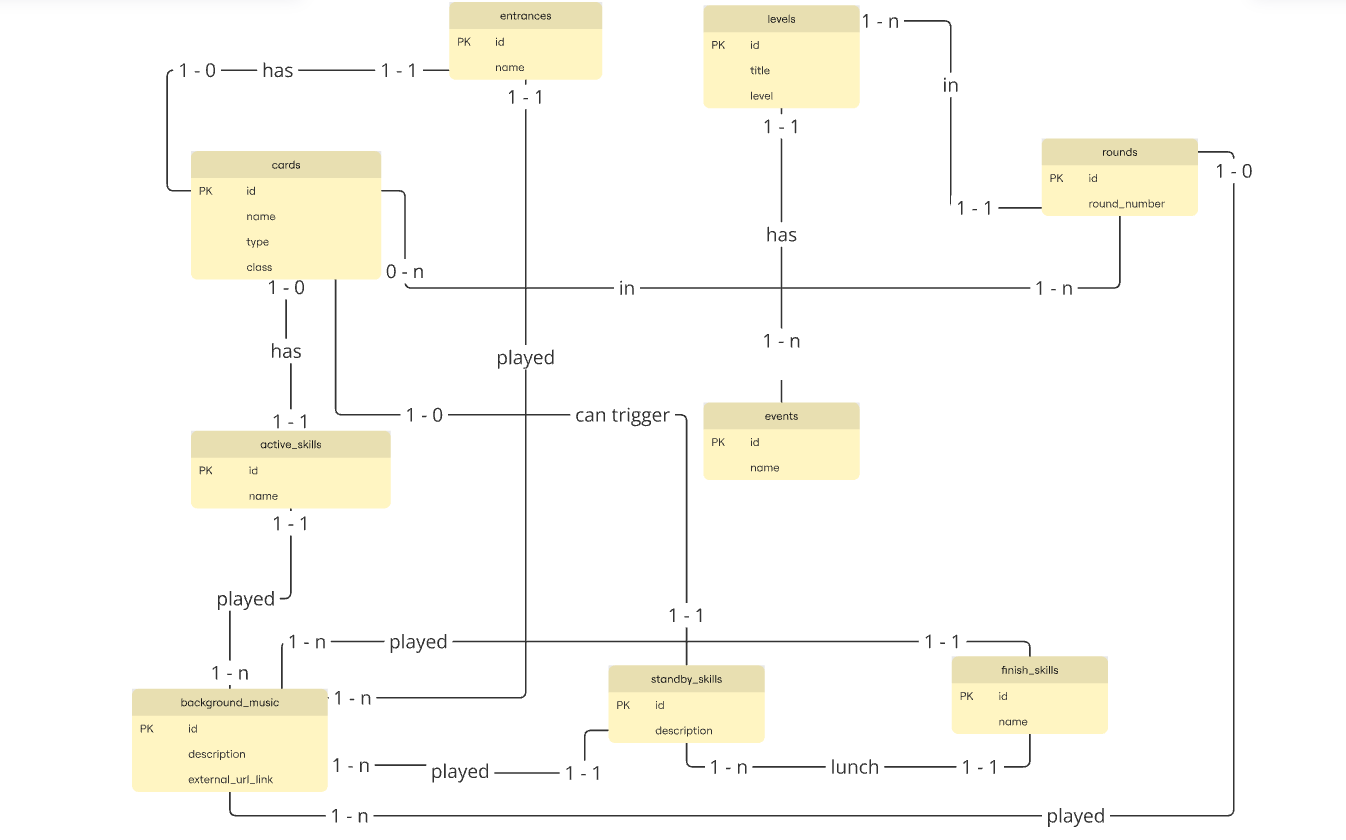 entrances
PK id
name
levels
PK id
title
level
1 - n
in
1 - 1
1 - 0 has 1 - 1
1 - 1
1 - 1
cards
PK id
name
type
class
rounds
PK id
round_number
1 - 0
has
0 - n
in
1 - n
1 - 0
has
1 - 1
played
1 - n
1 - 0
can trigger
events
PK id
name
active_skills
PK id
name
1 - 1
played
1 - n
1 - 1
1 - n played 1 - 1
standby_skills
PK id
description
finish_skills
PK id
name
background_music
PK id
description
external_url_link
1 - n
1 - n played 1 - 1
1 - n lunch 1 - 1
1 - n played